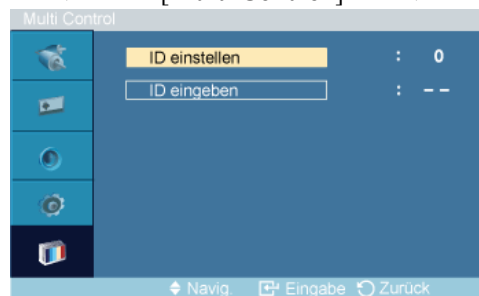 Multi Control
ID einstellen : 0
ID eingeben : – –
Navig. Eingabe Zurück